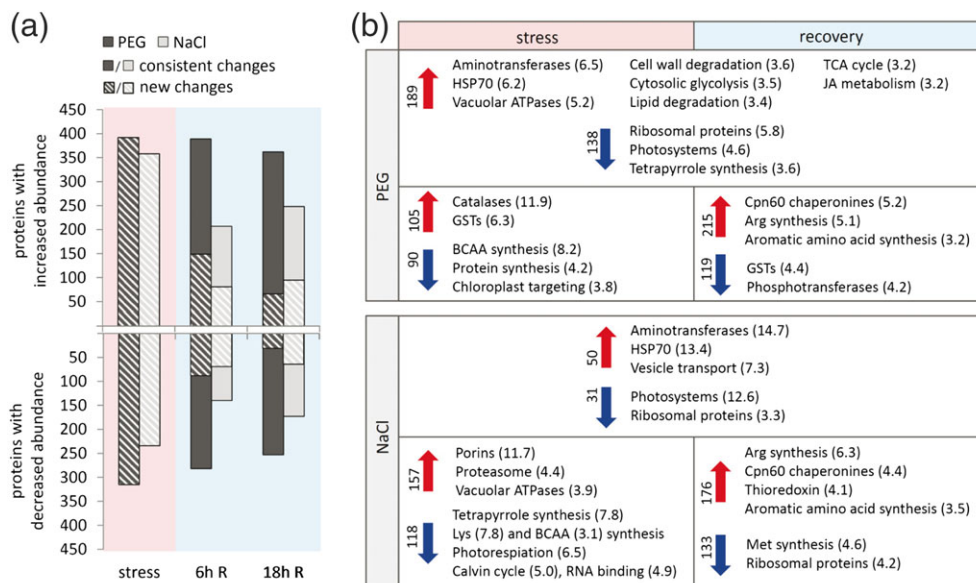 (a)
PEG NaCl
/ consistent changes
/ new changes
proteins with
increased abundance
450
400
350
300
250
200
150
100
50
proteins with
decreased abundance
50
100
150
200
250
300
350
400
450
stress 6h R 18h R
(b)
stress recovery
PEG
189
Aminotransferases (6.5) Cell wall degradation (3.6) TCA cycle (3.2)
HSP70 (6.2) Cytosolic glycolysis (3.5) JA metabolism (3.2)
Vacuolar ATPases (5.2) Lipid degradation (3.4)
138
Ribosomal proteins (5.8)
Photosystems (4.6)
Tetrapyrrole synthesis (3.6)
105
Catalases (11.9)
GSTs (6.3)
90
BCAA synthesis (8.2)
Protein synthesis (4.2)
Chloroplast targeting (3.8)
215
Cpn60 chaperonines (5.2)
Arg synthesis (5.1)
Aromatic amino acid synthesis (3.2)
119
GSTs (4.4)
Phosphotransferases (4.2)
NaCl
50
Aminotransferases (14.7)
HSP70 (13.4)
Vesicle transport (7.3)
31
Photosystems (12.6)
Ribosomal proteins (3.3)
157
Porins (11.7)
Proteasome (4.4)
Vacuolar ATPases (3.9)
118
Tetrapyrrole synthesis (7.8)
Lys (7.8) and BCAA (3.1) synthesis
Photorespiation (6.5)
Calvin cycle (5.0), RNA binding (4.9)
176
Arg synthesis (6.3)
Cpn60 chaperonines (4.4)
Thioredoxin (4.1)
Aromatic amino acid synthesis (3.5)
133
Met synthesis (4.6)
Ribosomal proteins (4.2)